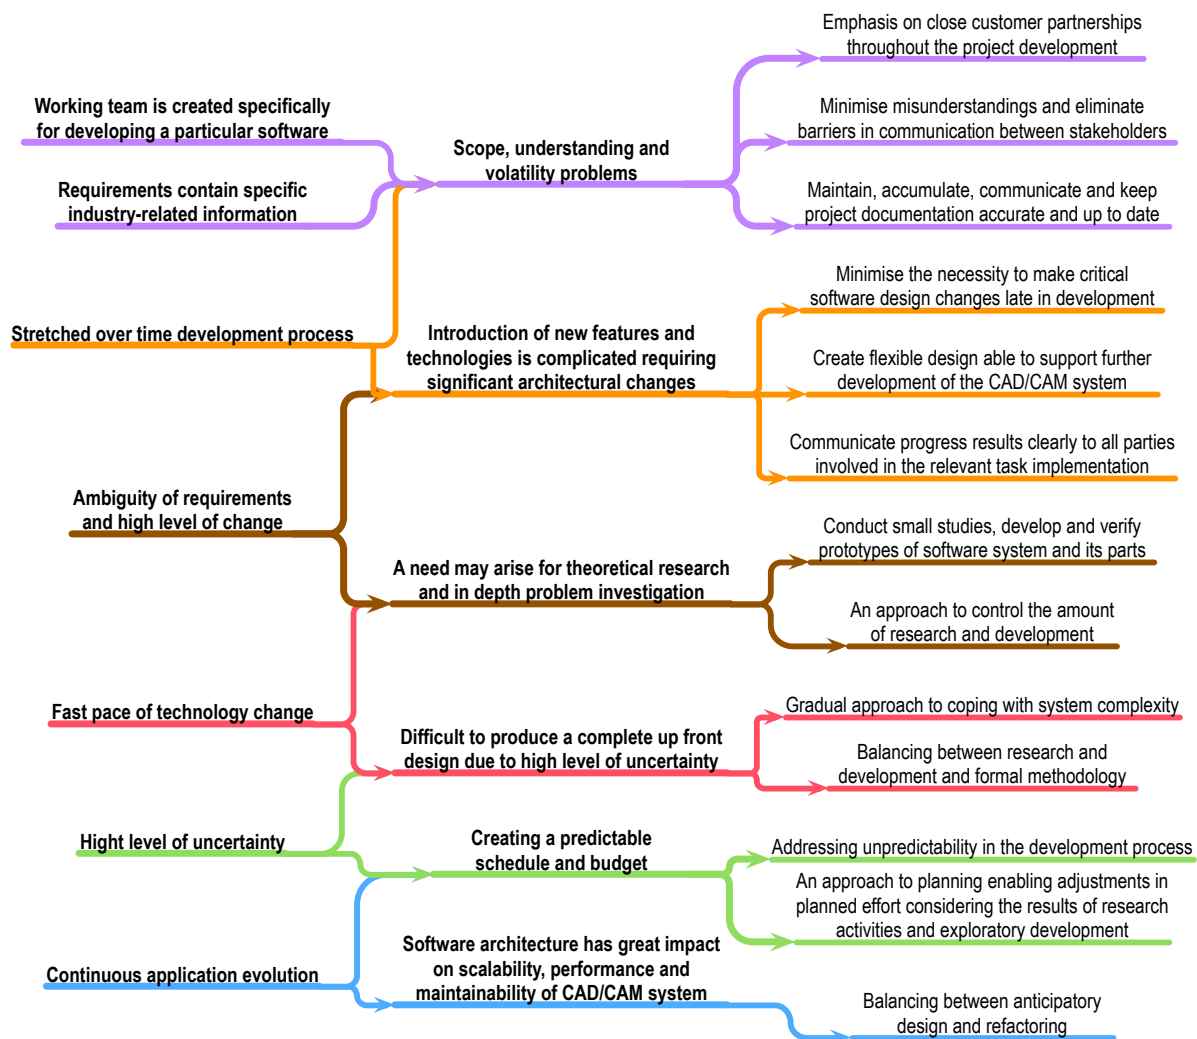 Emphasis on close customer partnerships
throughout the project development
Working team is created specifically
for developing a particular software
Minimise misunderstandings and eliminate
barriers in communication between stakeholders
Scope, understanding and
volatility problems
Requirements contain specific
industry-related information
Maintain, accumulate, communicate and keep
project documentation accurate and up to date
Minimise the necessity to make critical
software design changes late in development
Stretched over time development process
Introduction of new features and
technologies is complicated requiring
significant architectural changes
Create flexible design able to support further
development of the CAD/CAM system
Communicate progress results clearly to all parties
involved in the relevant task implementation
Ambiguity of requirements
and high level of change
Conduct small studies, develop and verify
prototypes of software system and its parts
A need may arise for theoretical research
and in depth problem investigation
An approach to control the amount
of research and development
Fast pace of technology change
Gradual approach to coping with system complexity
Difficult to produce a complete up front
design due to high level of uncertainty
Balancing between research and
development and formal methodology
Hight level of uncertainty
Creating a predictable
schedule and budget
Addressing unpredictability in the development process
An approach to planning enabling adjustments in
planned effort considering the results of research
activities and exploratory development
Continuous application evolution
Software architecture has great impact
on scalability, performance and
maintainability of CAD/CAM system
Balancing between anticipatory
design and refactoring